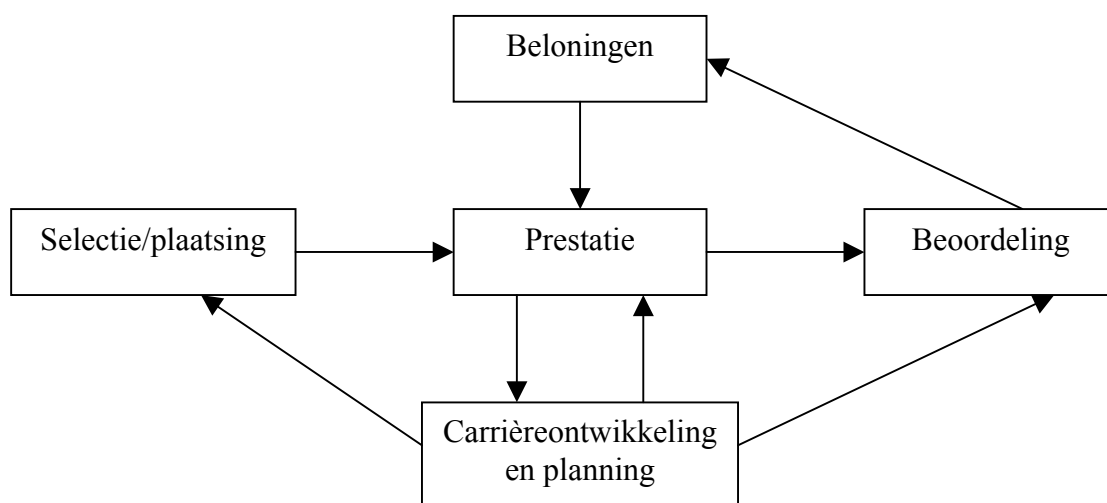 Beloningen
Selectie/plaatsing
Prestatie
Beoordeling
Carrièreontwikkeling
en planning